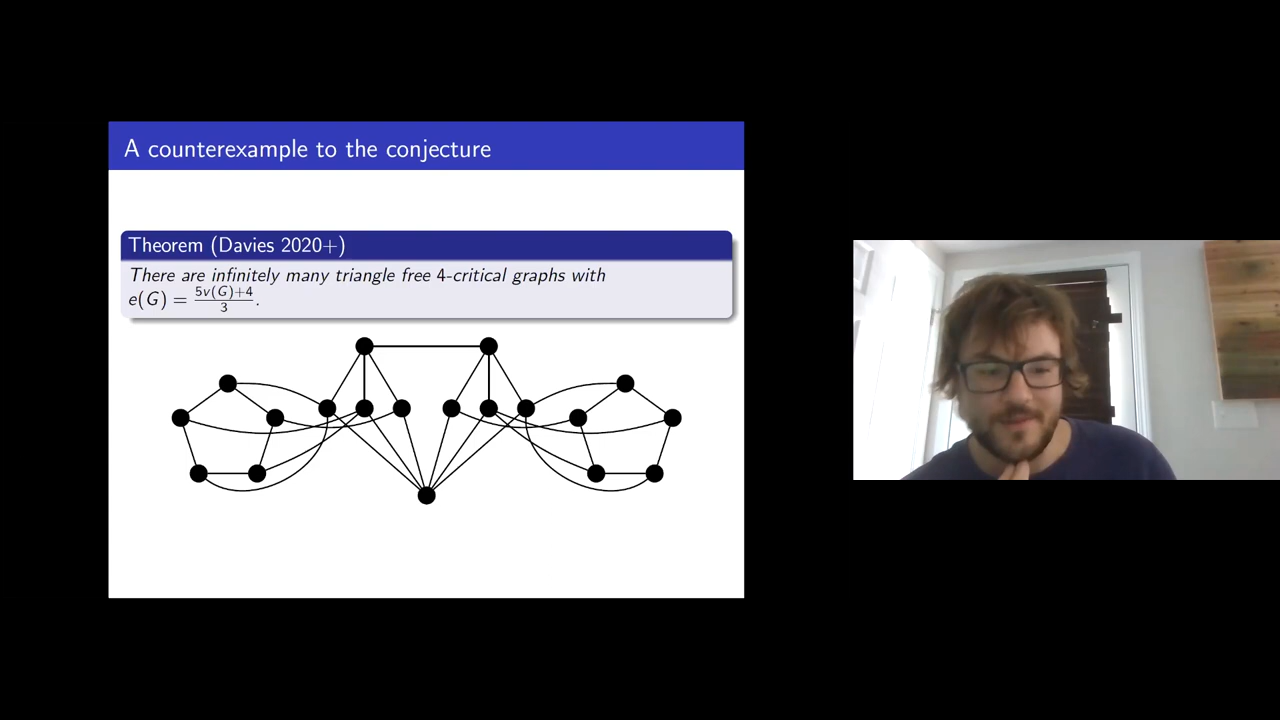 A counterexample to the conjecture
Theorem (Davies 2020+)
There are infinitely many triangle free 4-critical graphs with
e(G) = \frac{5v(G)+4}{3}.